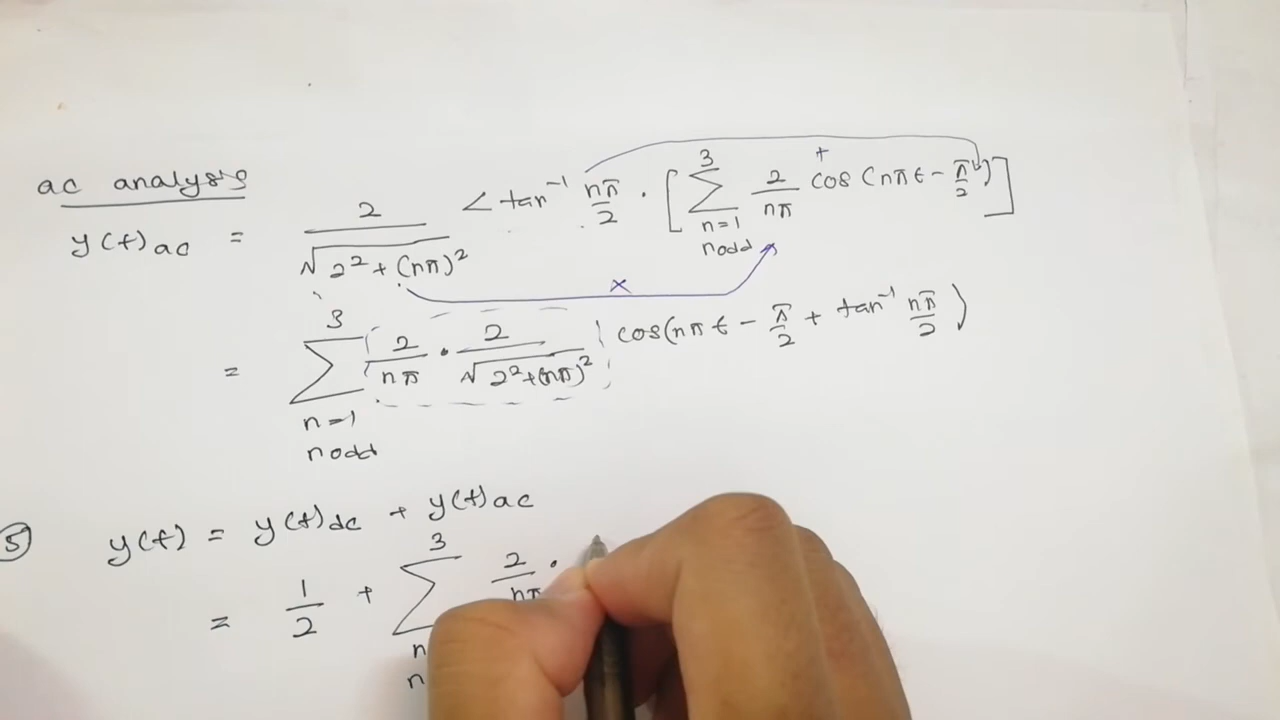 ac analysis
y(t)ac = 2/√(2²+(nπ)²) ∠ tan⁻¹ nπ/2 · [ 3 Σ n=1 n odd 2/nπ + cos (nπt − π/2) ]
x
= 3 Σ n=1 n odd 2/nπ · 2/√(2²+(nπ)²) cos(nπt − π/2 + tan⁻¹ nπ/2)
⑤ y(t) = y(t)dc + y(t)ac
= 1/2 + 3 Σ n n 2/nπ ·